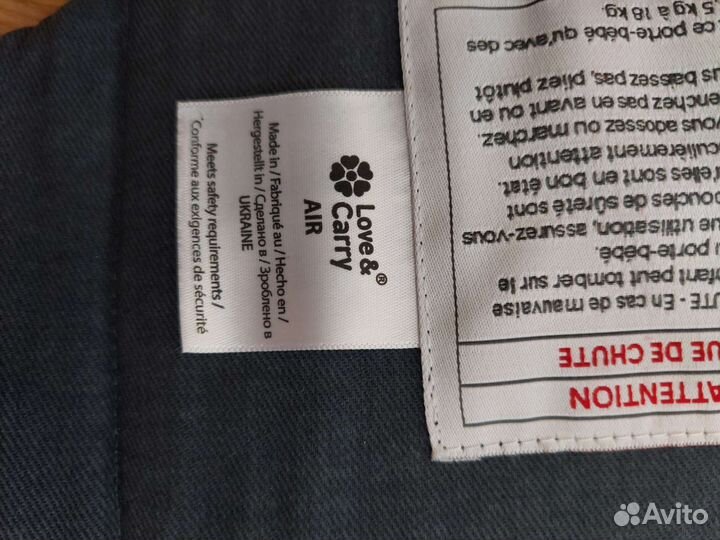 Love & ®
Carry
AIR
Made in / Fabriqué au / Hecho en /
Hergestellt in / Сделано в / Зроблено в
UKRAINE
Meets safety requirements /
*Conforme aux exigences de sécurité
ATTENTION
UE DE CHUTE
UTE - En cas de mauvaise
nfant peut tomber sur le
u porte-bébé.
ue utilisation, assurez-vous
boucles de sûreté sont
u'elles sont en bon état.
culièrement attention
vous adossez ou marchez.
enchez pas en avant ou en
us baissez pas, pliez plutôt
ce porte-bébé qu'avec des
5 kg à 18 kg.
Avito